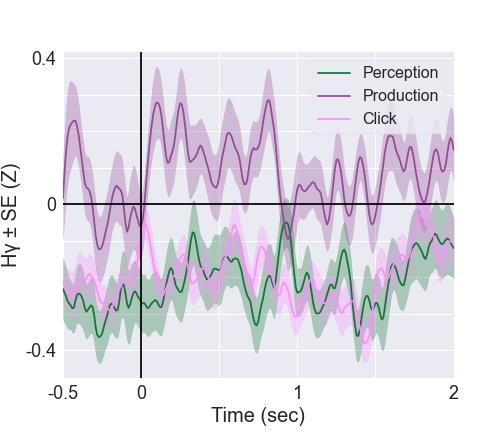 0.4
0
-0.4
Hγ ± SE (Z)
Perception
Production
Click
-0.5
0
1
2
Time (sec)